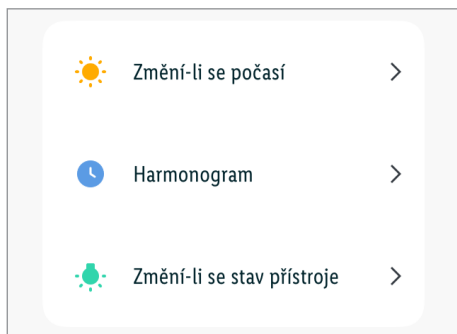 Změní-li se počasí
Harmonogram
Změní-li se stav přístroje